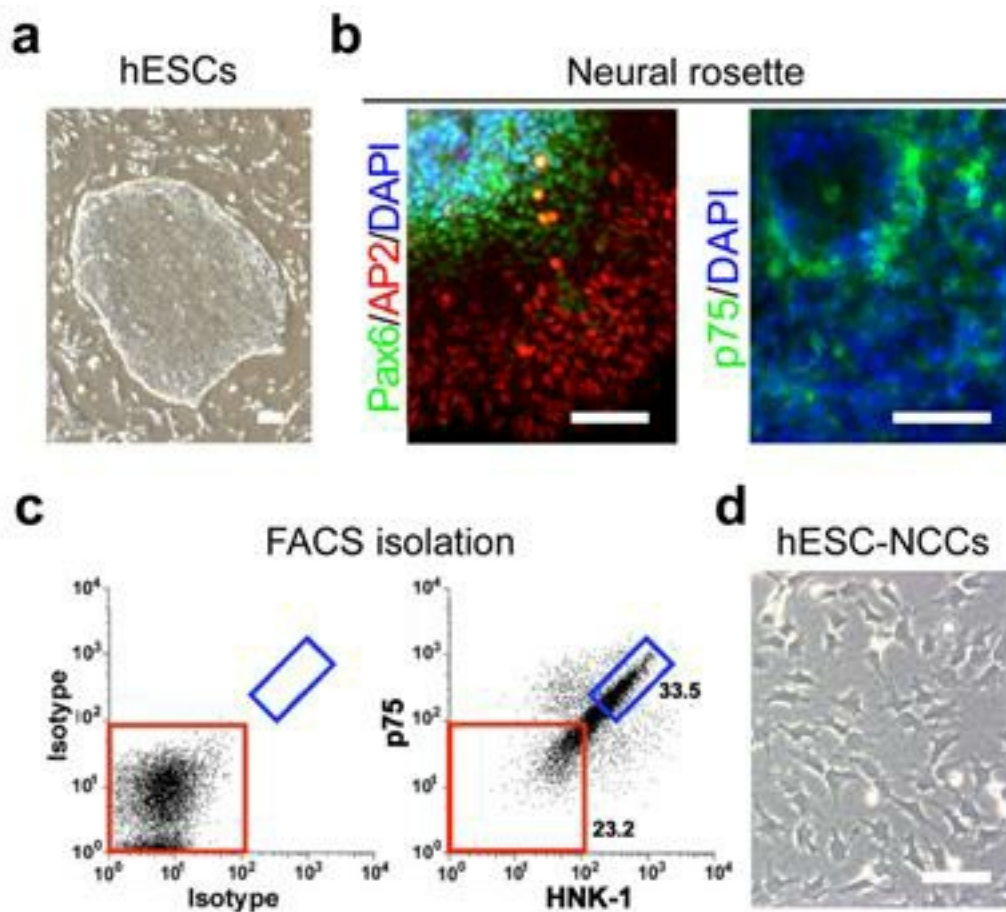 a
hESCs
b
Neural rosette
Pax6/AP2/DAPI
p75/DAPI
c
FACS isolation
10⁴
10³
10²
10¹
10⁰
Isotype
10⁰ 10¹ 10² 10³ 10⁴
Isotype
10⁴
10³
10²
10¹
10⁰
p75
33.5
23.2
10⁰ 10¹ 10² 10³ 10⁴
HNK-1
d
hESC-NCCs